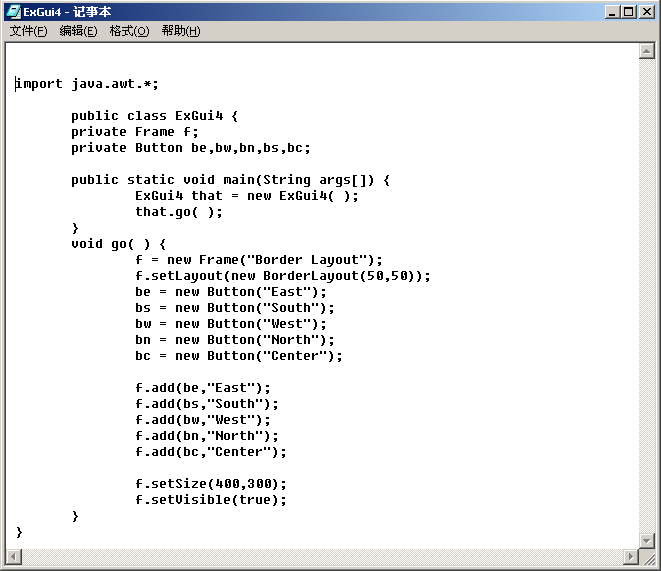 ExGui4 - 记事本
文件(F) 编辑(E) 格式(O) 帮助(H)
import java.awt.*;
public class ExGui4 {
private Frame f;
private Button be,bw,bn,bs,bc;
public static void main(String args[]) {
ExGui4 that = new ExGui4( );
that.go( );
}
void go( ) {
f = new Frame("Border Layout");
f.setLayout(new BorderLayout(50,50));
be = new Button("East");
bs = new Button("South");
bw = new Button("West");
bn = new Button("North");
bc = new Button("Center");
f.add(be,"East");
f.add(bs,"South");
f.add(bw,"West");
f.add(bn,"North");
f.add(bc,"Center");
f.setSize(400,300);
f.setVisible(true);
}
}